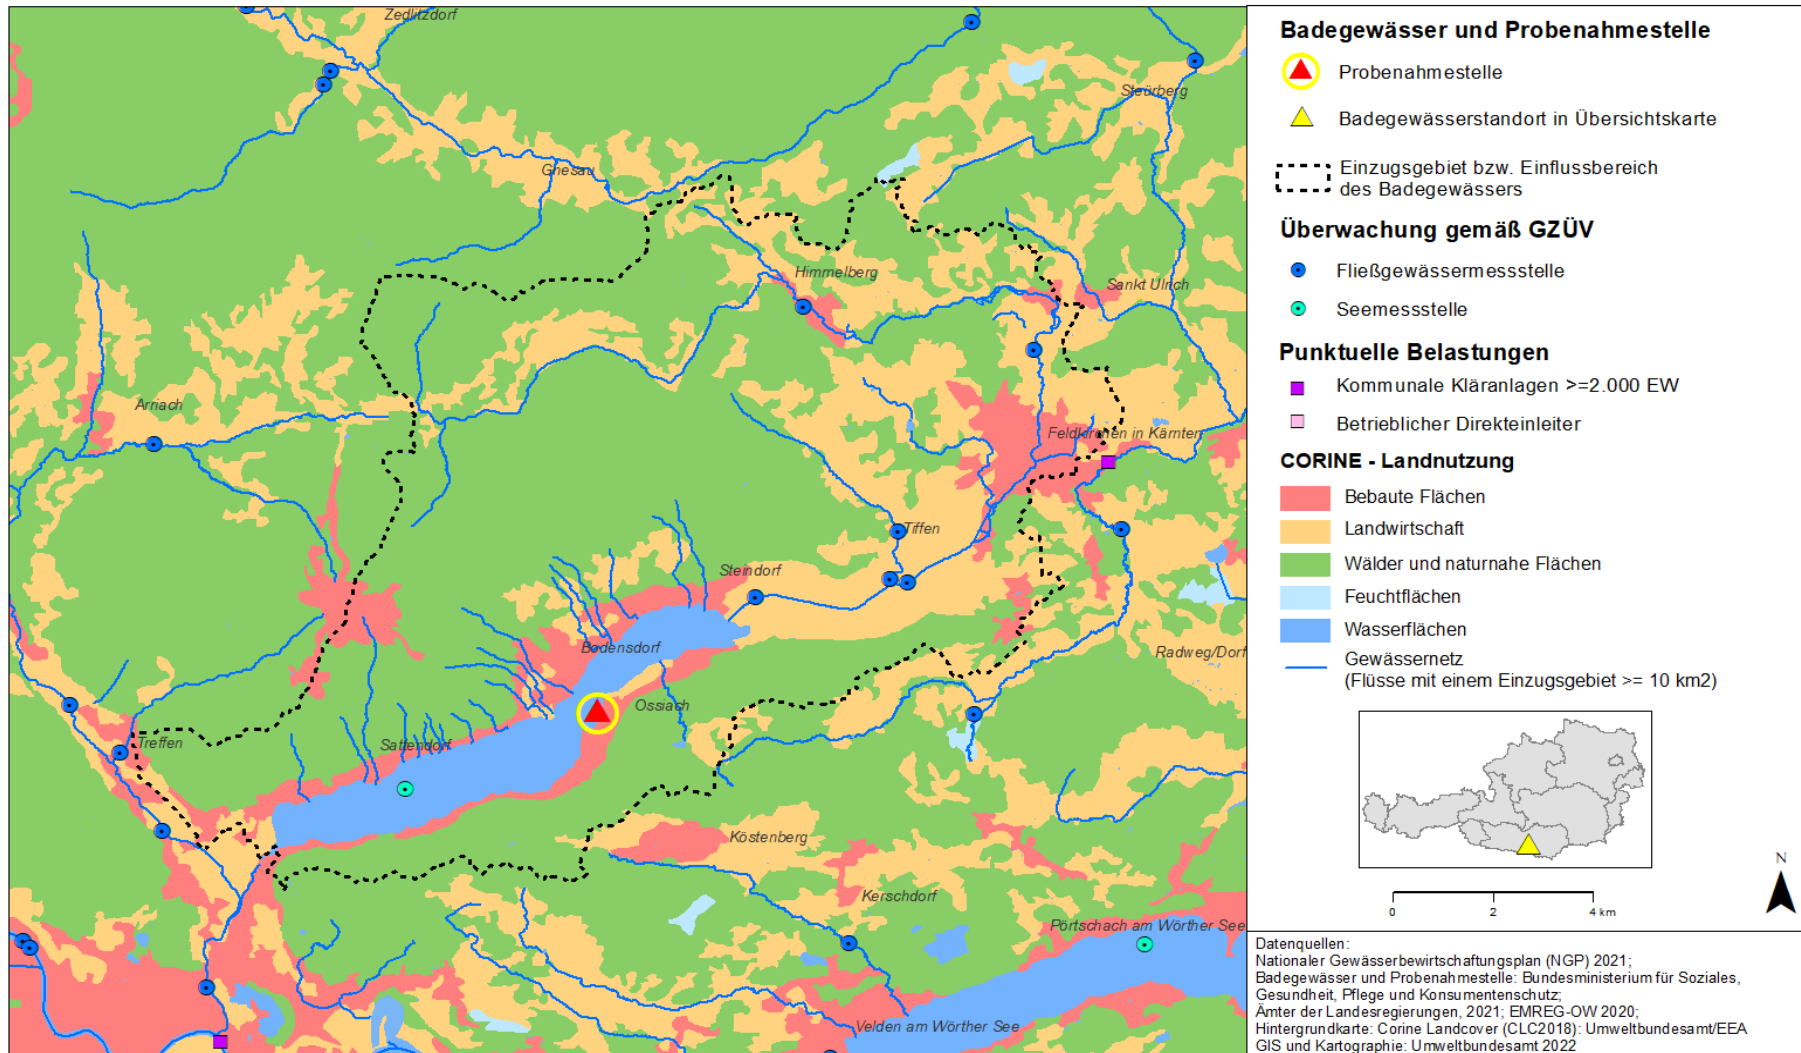 Zedlitzdorf
Steürberg
Gnesau
Himmelberg
Sankt Ulrich
Arriach
Feldkirchen in Kärnten
Tiffen
Steindorf
Bodensdorf
Radweg/Dorf
Ossiach
Treffen
Sattendorf
Köstenberg
Kerschdorf
Pörtschach am Wörther See
Velden am Wörther See
Badegewässer und Probenahmestelle
Probenahmestelle
Badegewässerstandort in Übersichtskarte
Einzugsgebiet bzw. Einflussbereich
des Badegewässers
Überwachung gemäß GZÜV
Fließgewässermessstelle
Seemessstelle
Punktuelle Belastungen
Kommunale Kläranlagen >=2.000 EW
Betrieblicher Direkteinleiter
CORINE - Landnutzung
Bebaute Flächen
Landwirtschaft
Wälder und naturnahe Flächen
Feuchtflächen
Wasserflächen
Gewässernetz
(Flüsse mit einem Einzugsgebiet >= 10 km2)
N
0 2 4 km
Datenquellen:
Nationaler Gewässerbewirtschaftungsplan (NGP) 2021;
Badegewässer und Probenahmestelle: Bundesministerium für Soziales,
Gesundheit, Pflege und Konsumentenschutz;
Ämter der Landesregierungen, 2021; EMREG-OW 2020;
Hintergrundkarte: Corine Landcover (CLC2018): Umweltbundesamt/EEA
GIS und Kartographie: Umweltbundesamt 2022